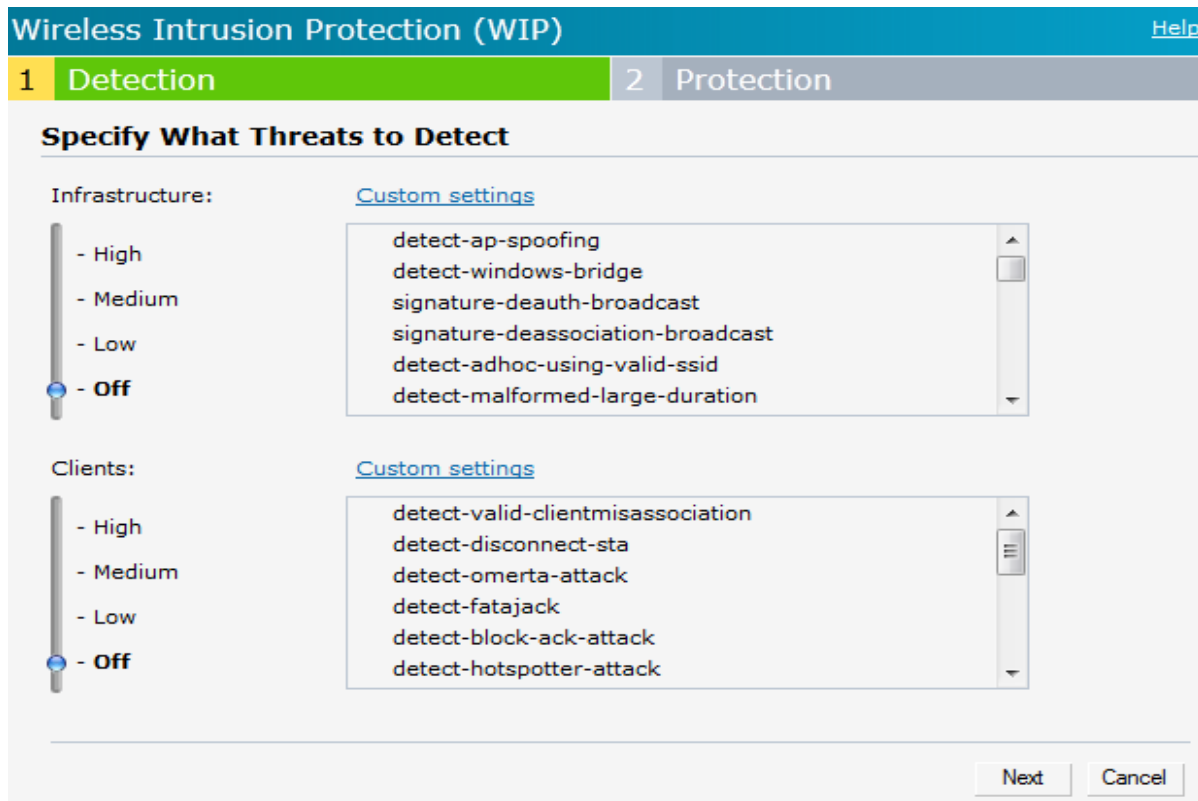 Wireless Intrusion Protection (WIP) Help
1 Detection 2 Protection
Specify What Threats to Detect
Infrastructure: Custom settings
- High
- Medium
- Low
- Off
detect-ap-spoofing
detect-windows-bridge
signature-deauth-broadcast
signature-deassociation-broadcast
detect-adhoc-using-valid-ssid
detect-malformed-large-duration
Clients: Custom settings
- High
- Medium
- Low
- Off
detect-valid-clientmisassociation
detect-disconnect-sta
detect-omerta-attack
detect-fatajack
detect-block-ack-attack
detect-hotspotter-attack
Next Cancel